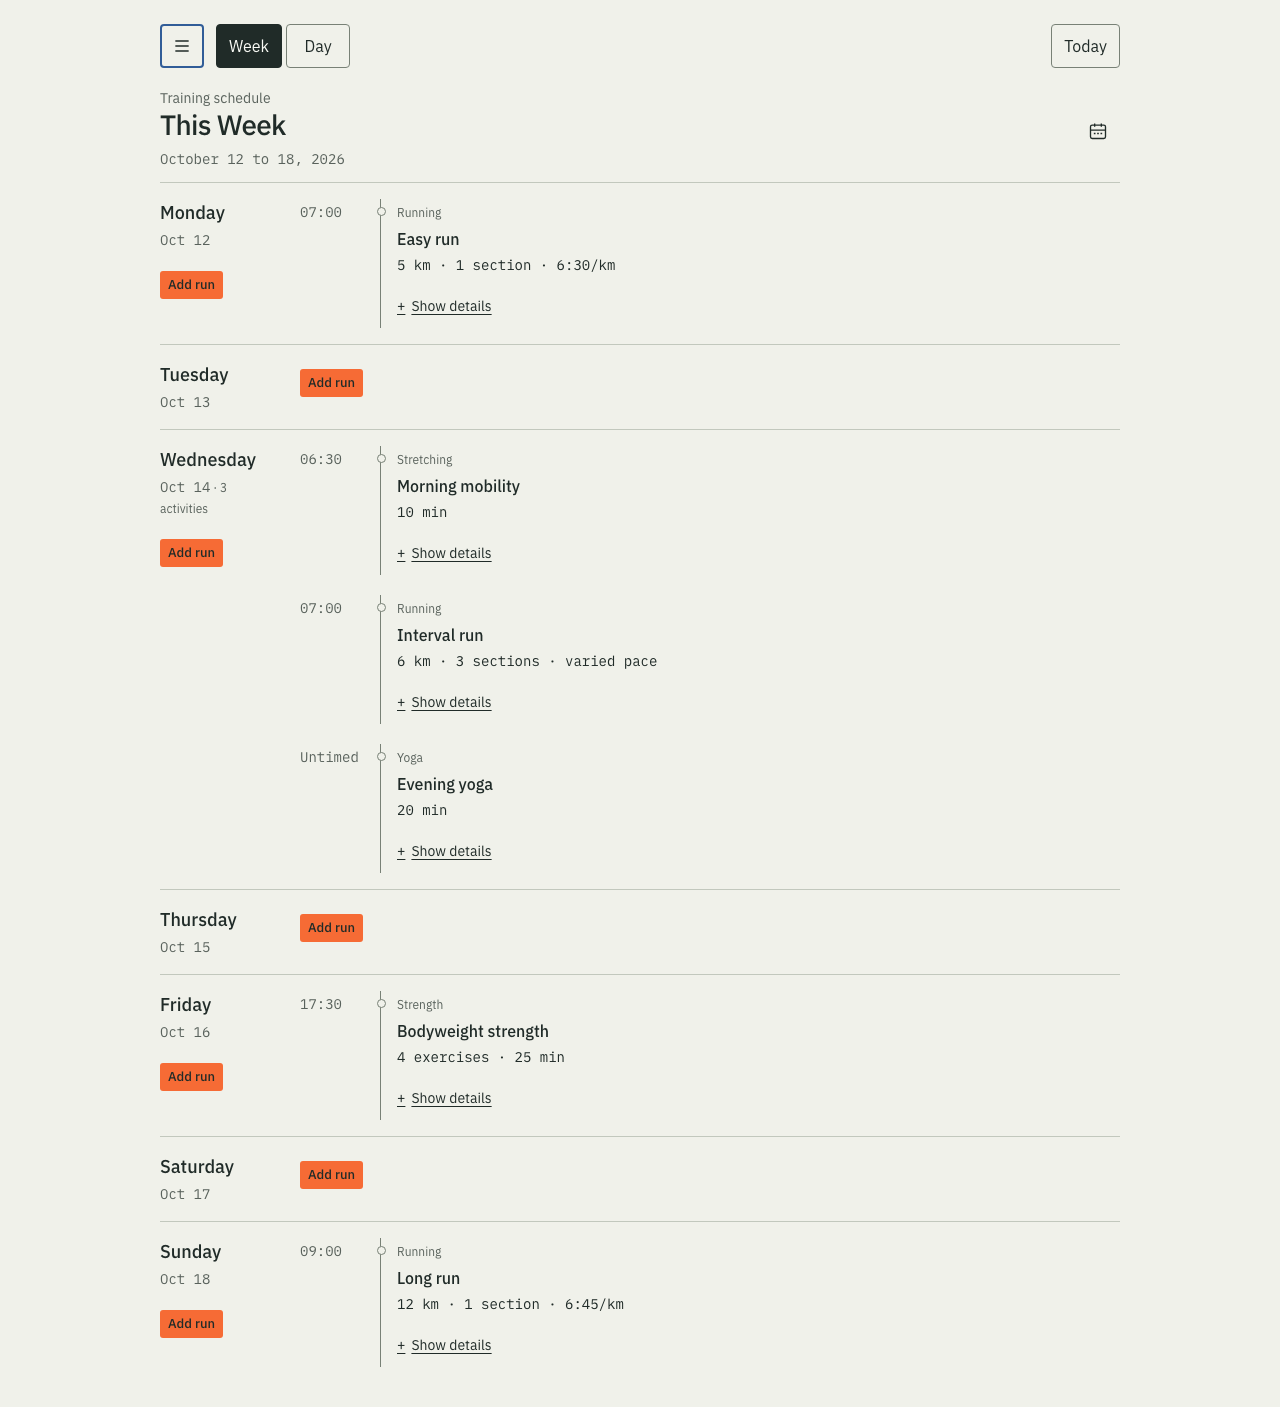 Week
Day
Today
Training schedule
This Week
October 12 to 18, 2026
Monday
Oct 12
Add run
07:00
Running
Easy run
5 km · 1 section · 6:30/km
+ Show details
Tuesday
Oct 13
Add run
Wednesday
Oct 14 · 3
activities
Add run
06:30
Stretching
Morning mobility
10 min
+ Show details
07:00
Running
Interval run
6 km · 3 sections · varied pace
+ Show details
Untimed
Yoga
Evening yoga
20 min
+ Show details
Thursday
Oct 15
Add run
Friday
Oct 16
Add run
17:30
Strength
Bodyweight strength
4 exercises · 25 min
+ Show details
Saturday
Oct 17
Add run
Sunday
Oct 18
Add run
09:00
Running
Long run
12 km · 1 section · 6:45/km
+ Show details